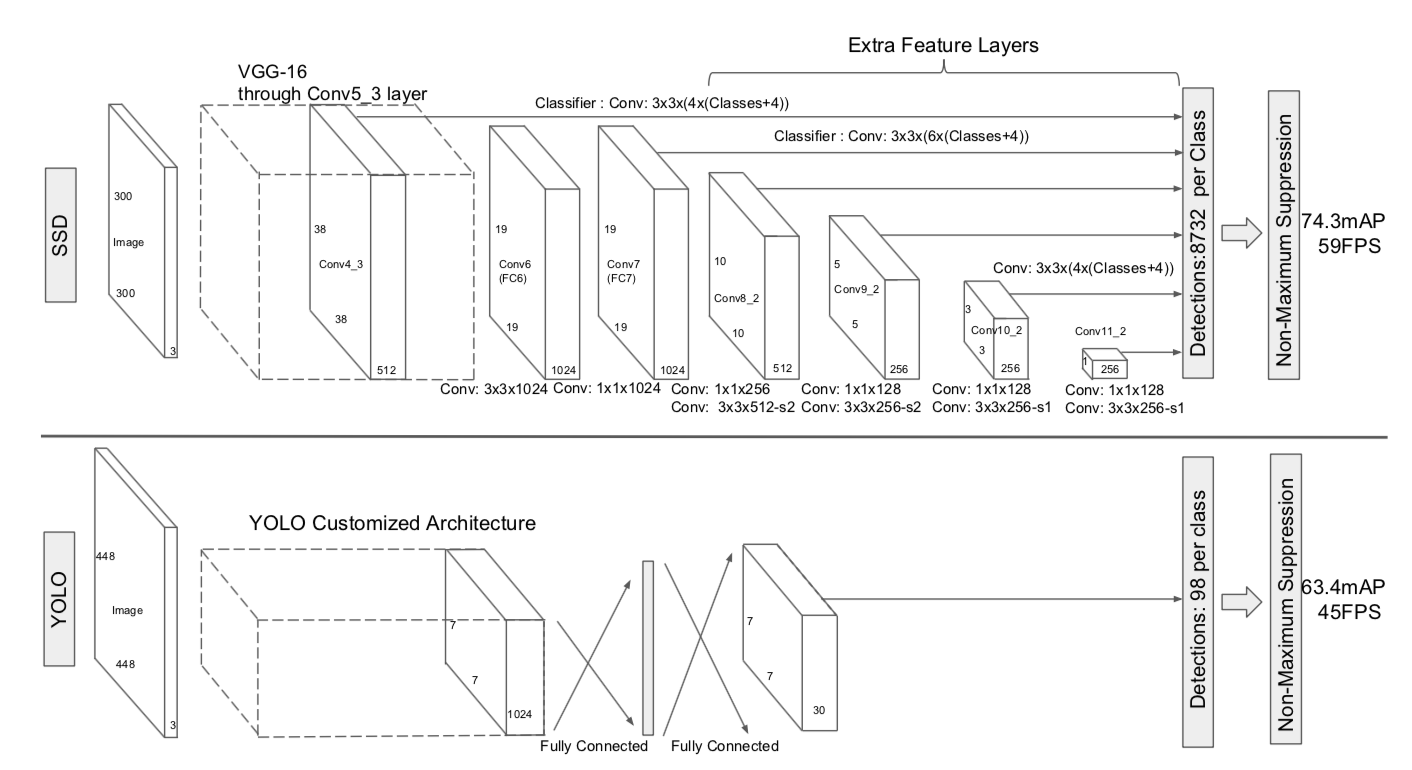 Extra Feature Layers
VGG-16
through Conv5_3 layer
Classifier : Conv: 3x3x(4x(Classes+4))
Classifier : Conv: 3x3x(6x(Classes+4))
SSD
300
Image
300
3
38
Conv4_3
38
512
19
Conv6
(FC6)
19
1024
19
Conv7
(FC7)
19
1024
10
Conv8_2
10
512
5
Conv9_2
5
256
Conv: 3x3x(4x(Classes+4))
3
Conv10_2
3
256
Conv11_2
1
256
Conv: 3x3x1024
Conv: 1x1x1024
Conv: 1x1x256
Conv: 3x3x512-s2
Conv: 1x1x128
Conv: 3x3x256-s2
Conv: 1x1x128
Conv: 3x3x256-s1
Conv: 1x1x128
Conv: 3x3x256-s1
Detections:8732 per Class
Non-Maximum Suppression
74.3mAP
59FPS
YOLO
448
Image
448
3
YOLO Customized Architecture
7
7
1024
Fully Connected
Fully Connected
7
7
30
Detections: 98 per class
Non-Maximum Suppression
63.4mAP
45FPS